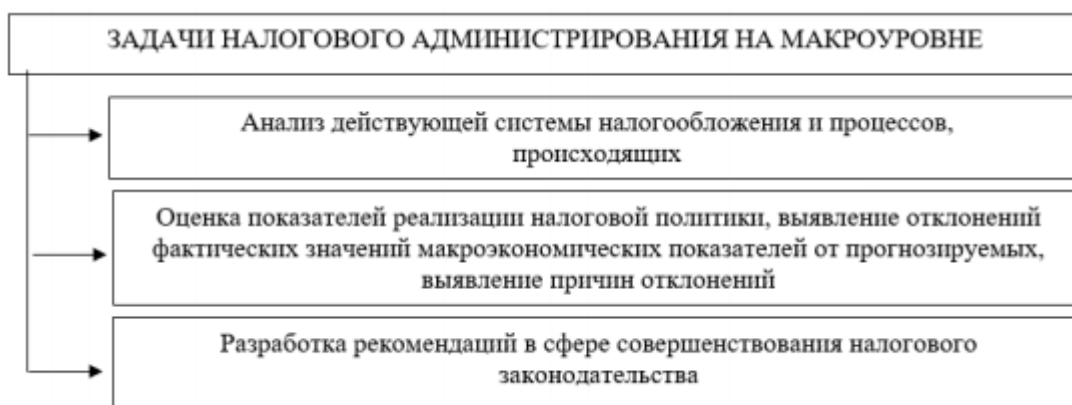 ЗАДАЧИ НАЛОГОВОГО АДМИНИСТРИРОВАНИЯ НА МАКРОУРОВНЕ
Анализ действующей системы налогообложения и процессов,
происходящих
Оценка показателей реализации налоговой политики, выявление отклонений
фактических значений макроэкономических показателей от прогнозируемых,
выявление причин отклонений
Разработка рекомендаций в сфере совершенствования налогового
законодательства